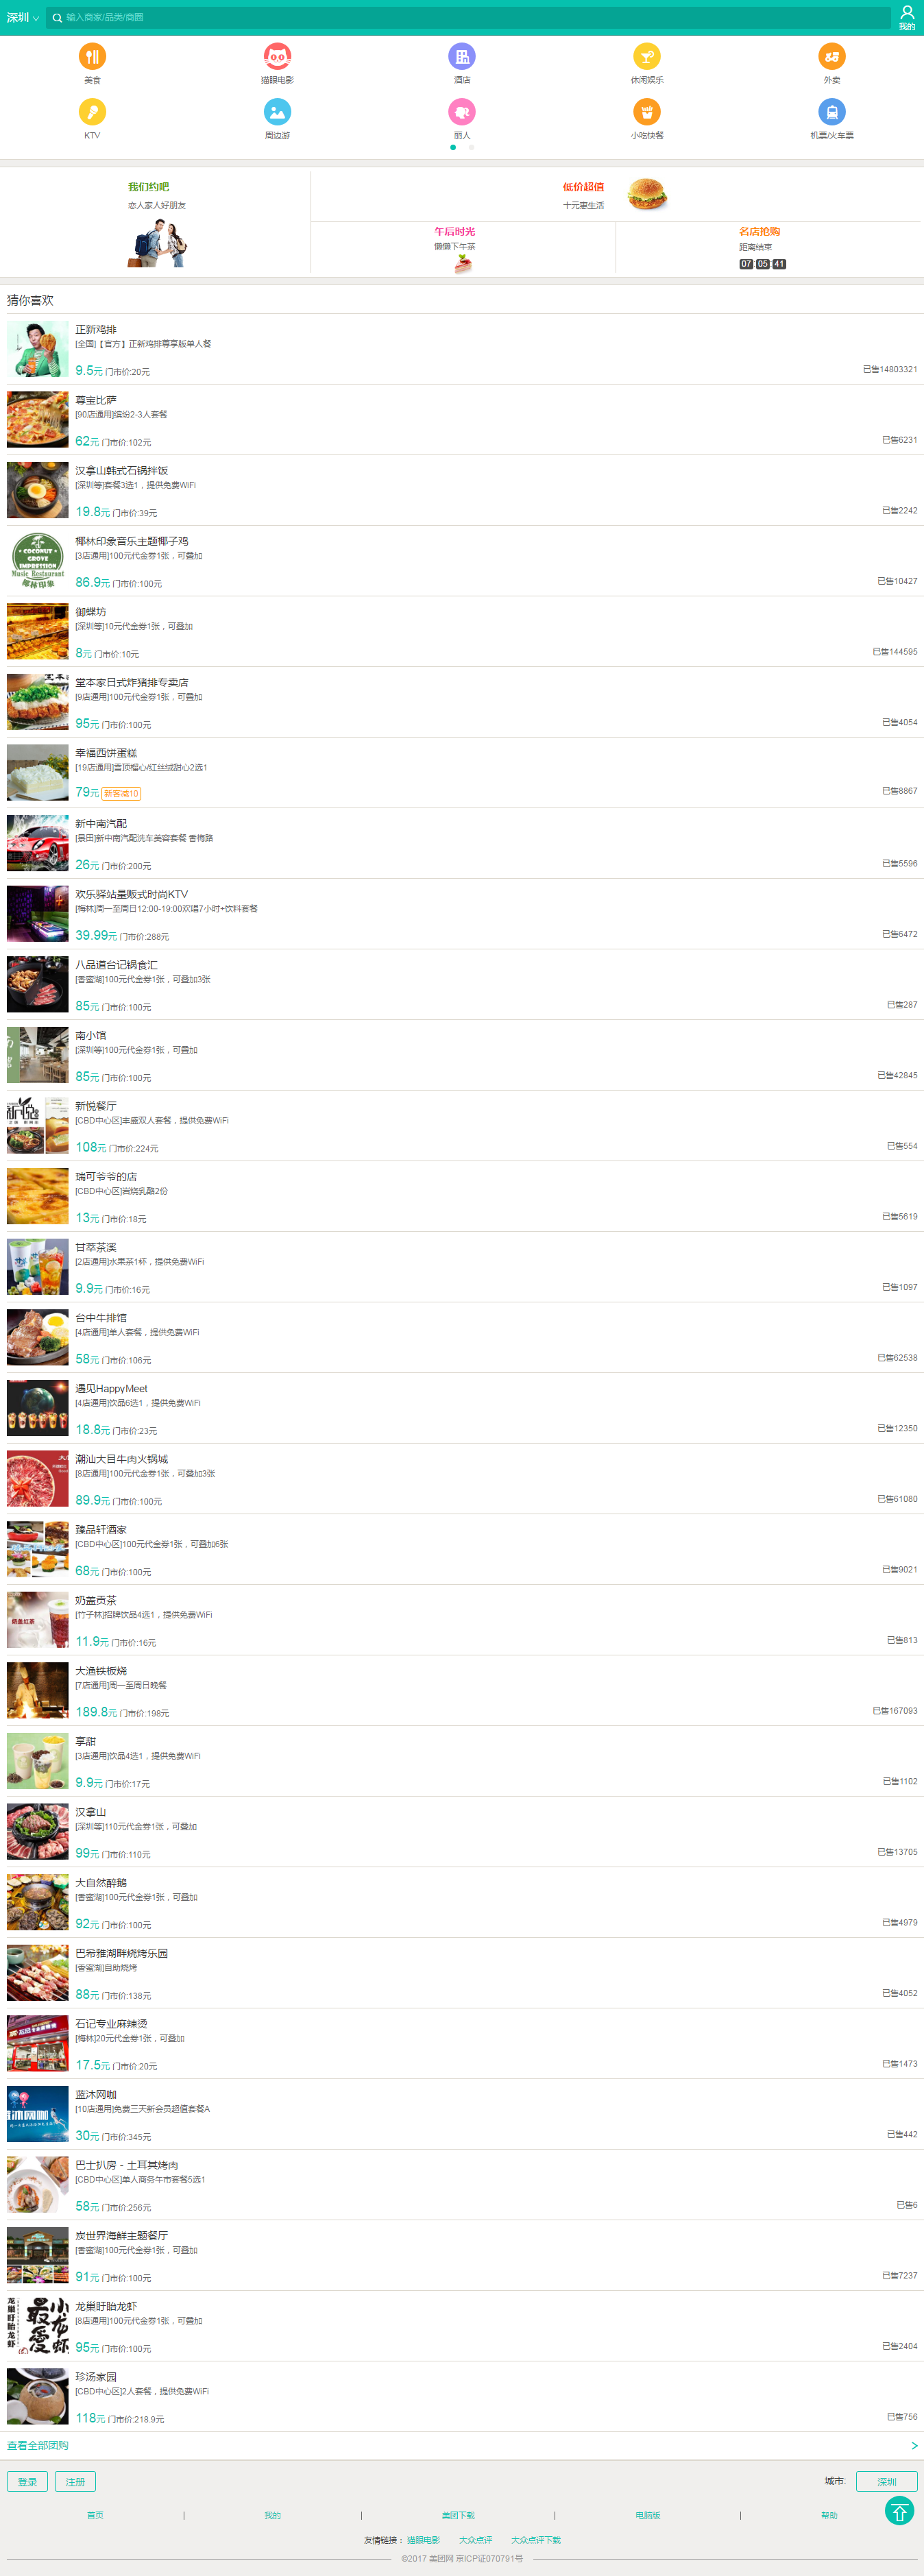 深圳
输入商家/品类/商圈
我的
美食
猫眼电影
酒店
休闲娱乐
外卖
KTV
周边游
丽人
小吃快餐
机票/火车票
我们约吧
恋人家人好朋友
低价超值
十元惠生活
午后时光
懒懒下午茶
名店抢购
距离结束
07:05:41
猜你喜欢
正新鸡排
[全国]【官方】正新鸡排尊享版单人餐
9.5元 门市价:20元
已售14803321
尊宝比萨
[90店通用]缤纷2-3人套餐
62元 门市价:102元
已售6231
汉拿山韩式石锅拌饭
[深圳等]套餐3选1，提供免费WiFi
19.8元 门市价:39元
已售2242
COCONUT
GROVE
IMPRESSION
Music Restaurant
椰林印象
椰林印象音乐主题椰子鸡
[3店通用]100元代金券1张，可叠加
86.9元 门市价:100元
已售10427
御蝶坊
[深圳等]10元代金券1张，可叠加
8元 门市价:10元
已售144595
堂本家日式炸猪排专卖店
[9店通用]100元代金券1张，可叠加
95元 门市价:100元
已售4054
幸福西饼蛋糕
[19店通用]雪顶榴心/红丝绒甜心2选1
79元 新客减10
已售8867
新中南汽配
[景田]新中南汽配洗车美容套餐 香梅路
26元 门市价:200元
已售5596
欢乐驿站量贩式时尚KTV
[梅林]周一至周日12:00-19:00欢唱7小时+饮料套餐
39.99元 门市价:288元
已售6472
八品道台记锅食汇
[香蜜湖]100元代金券1张，可叠加3张
85元 门市价:100元
已售287
南小馆
[深圳等]100元代金券1张，可叠加
85元 门市价:100元
已售42845
新悦餐厅
[CBD中心区]丰盛双人套餐，提供免费WiFi
108元 门市价:224元
已售554
瑞可爷爷的店
[CBD中心区]岩烧乳酪2份
13元 门市价:18元
已售5619
甘萃茶溪
[2店通用]水果茶1杯，提供免费WiFi
9.9元 门市价:16元
已售1097
台中牛排馆
[4店通用]单人套餐，提供免费WiFi
58元 门市价:106元
已售62538
遇见HappyMeet
[4店通用]饮品6选1，提供免费WiFi
18.8元 门市价:23元
已售12350
潮汕大目牛肉火锅城
[8店通用]100元代金券1张，可叠加3张
89.9元 门市价:100元
已售61080
臻品轩酒家
[CBD中心区]100元代金券1张，可叠加6张
68元 门市价:100元
已售9021
奶盖红茶
奶盖贡茶
[竹子林]招牌饮品4选1，提供免费WiFi
11.9元 门市价:16元
已售813
大渔铁板烧
[7店通用]周一至周日晚餐
189.8元 门市价:198元
已售167093
享甜
[3店通用]饮品4选1，提供免费WiFi
9.9元 门市价:17元
已售1102
汉拿山
[深圳等]110元代金券1张，可叠加
99元 门市价:110元
已售13705
大自然醉鹅
[香蜜湖]100元代金券1张，可叠加
92元 门市价:100元
已售4979
巴希雅湖畔烧烤乐园
[香蜜湖]自助烧烤
88元 门市价:138元
已售4052
石记专业麻辣烫
[梅林]20元代金券1张，可叠加
17.5元 门市价:20元
已售1473
蓝沐网咖
[10店通用]免费三天新会员超值套餐A
30元 门市价:345元
已售442
巴士扒房－土耳其烤肉
[CBD中心区]单人商务午市套餐5选1
58元 门市价:256元
已售6
炭世界海鲜主题餐厅
[香蜜湖]100元代金券1张，可叠加
91元 门市价:100元
已售7237
龙巢盱眙龙虾
最爱
小龙虾
龙巢盱眙龙虾
[8店通用]100元代金券1张，可叠加
95元 门市价:100元
已售2404
珍汤家园
[CBD中心区]2人套餐，提供免费WiFi
118元 门市价:218.9元
已售756
查看全部团购
登录
注册
城市:
深圳
首页
我的
美团下载
电脑版
帮助
友情链接： 猫眼电影 大众点评 大众点评下载
©2017 美团网 京ICP证070791号